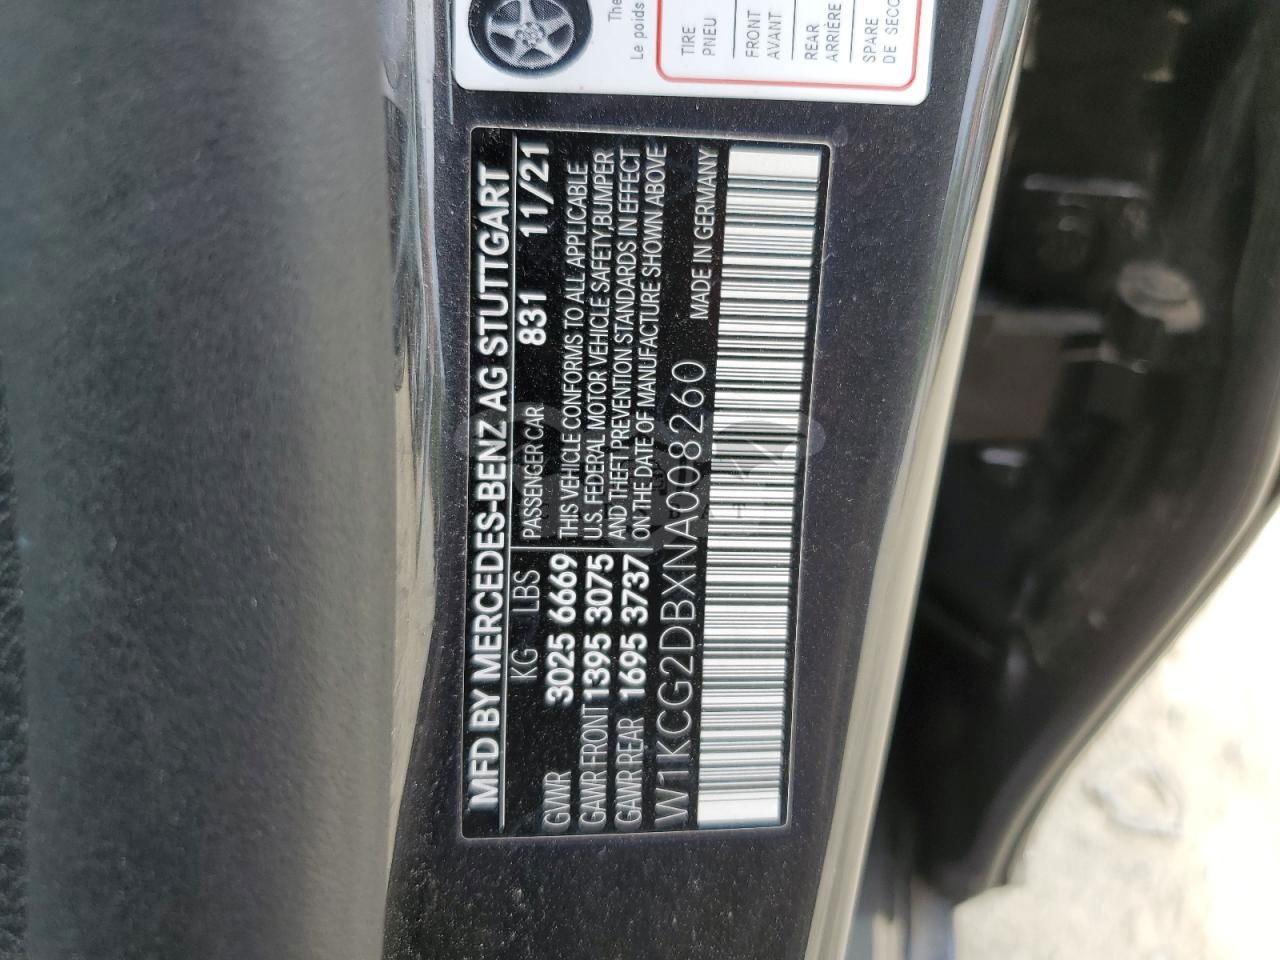 The
Le poids
TIRE
PNEU
FRONT
AVANT
REAR
ARRIÈRE
SPARE
DE SECO
MFD BY MERCEDES-BENZ AG STUTTGART
KG LBS PASSENGER CAR 831 11/21
GVWR 3025 6669 THIS VEHICLE CONFORMS TO ALL APPLICABLE
GAWR FRONT 1395 3075 U.S. FEDERAL MOTOR VEHICLE SAFETY, BUMPER
GAWR REAR 1695 3737 AND THEFT PREVENTION STANDARDS IN EFFECT
ON THE DATE OF MANUFACTURE SHOWN ABOVE
W1KCG2DBXNA008260 MADE IN GERMANY